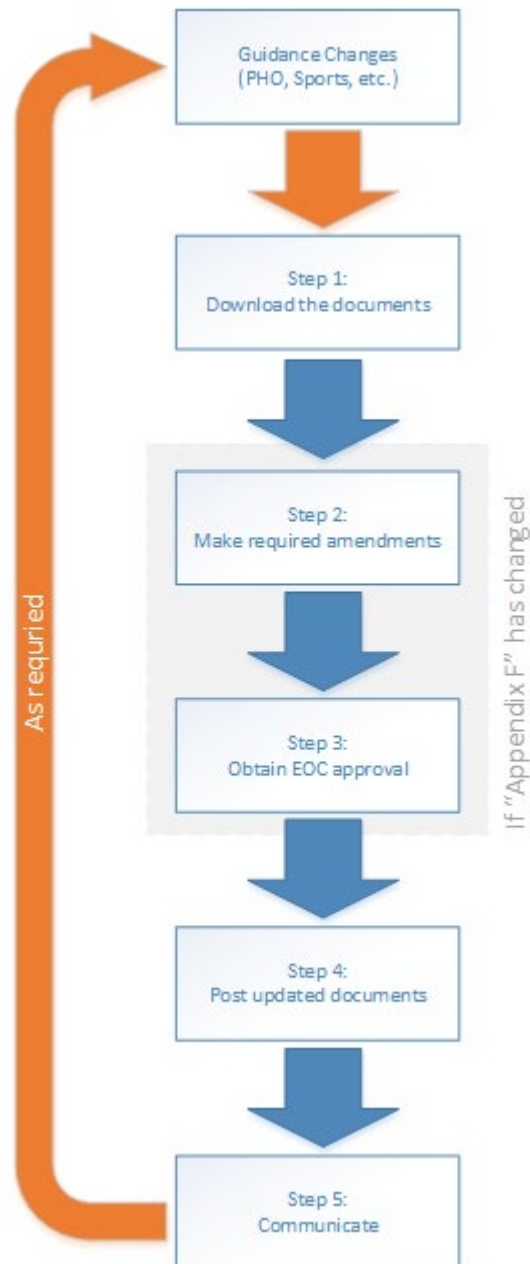 Guidance Changes
(PHO, Sports, etc.)
Step 1:
Download the documents
Step 2:
Make required amendments
Step 3:
Obtain EOC approval
If “Appendix F” has changed
As requried
Step 4:
Post updated documents
Step 5:
Communicate